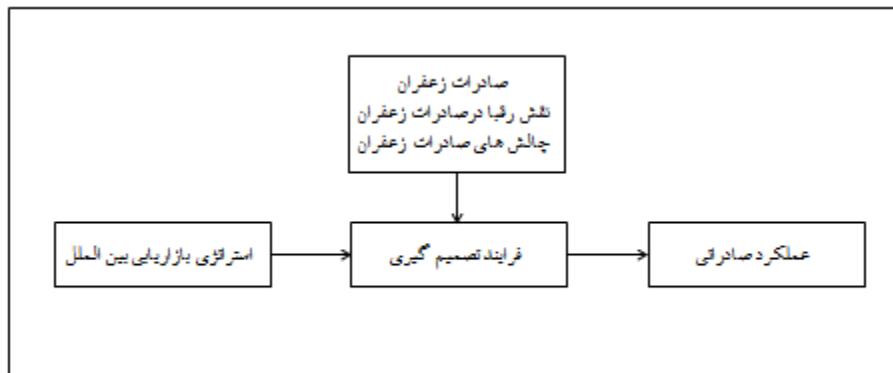 صادرات زعفران
نقش رقبا درصادرات زعفران
چالش های صادرات زعفران
استراتژی بازاریابی بین الملل
فرایند تصمیم گیری
عملکرد صادراتی